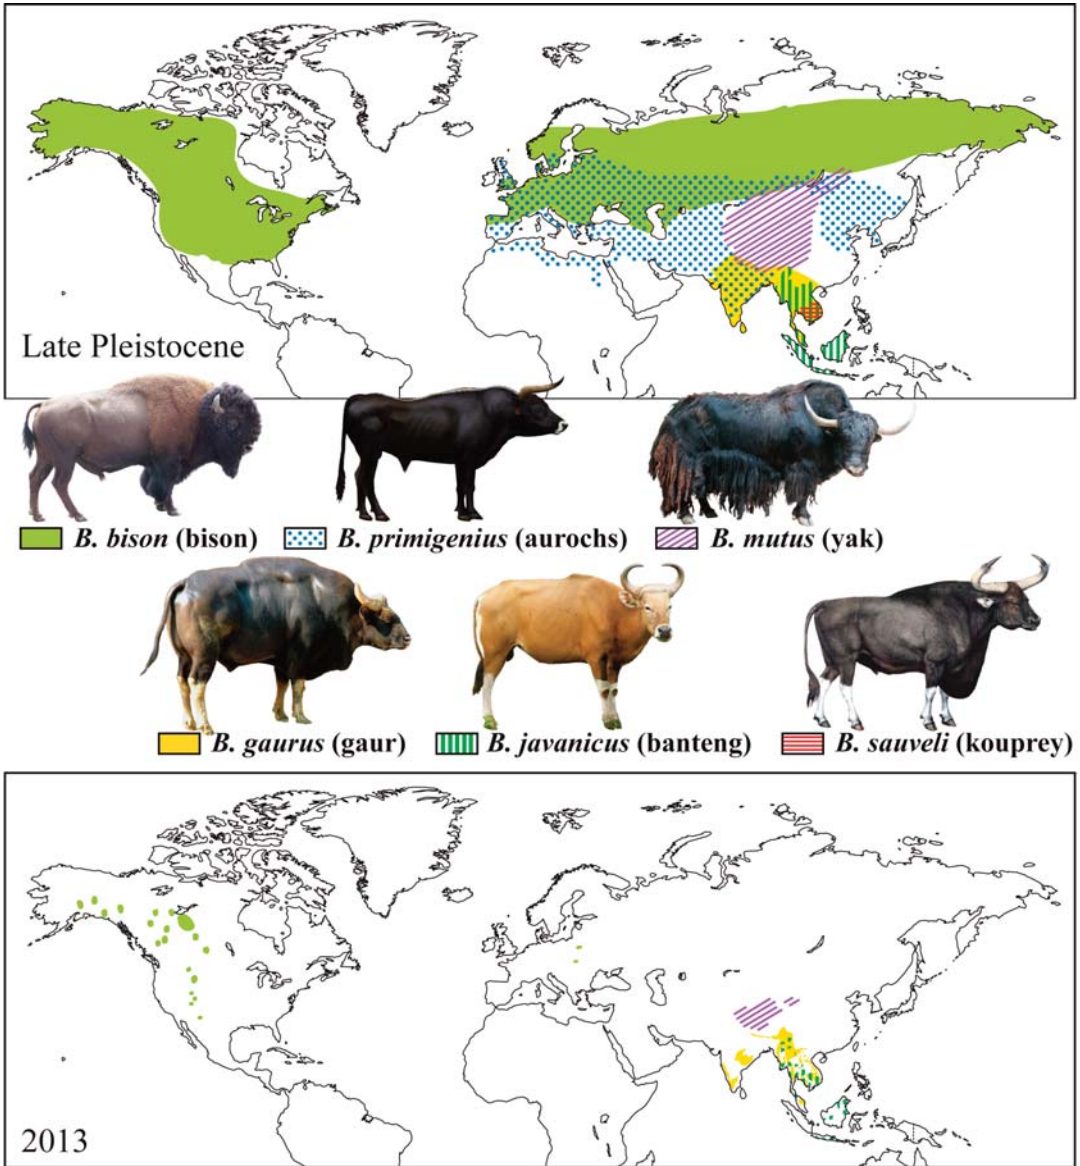 Late Pleistocene
B. bison (bison) B. primigenius (aurochs) B. mutus (yak)
B. gaurus (gaur) B. javanicus (banteng) B. sauveli (kouprey)
2013